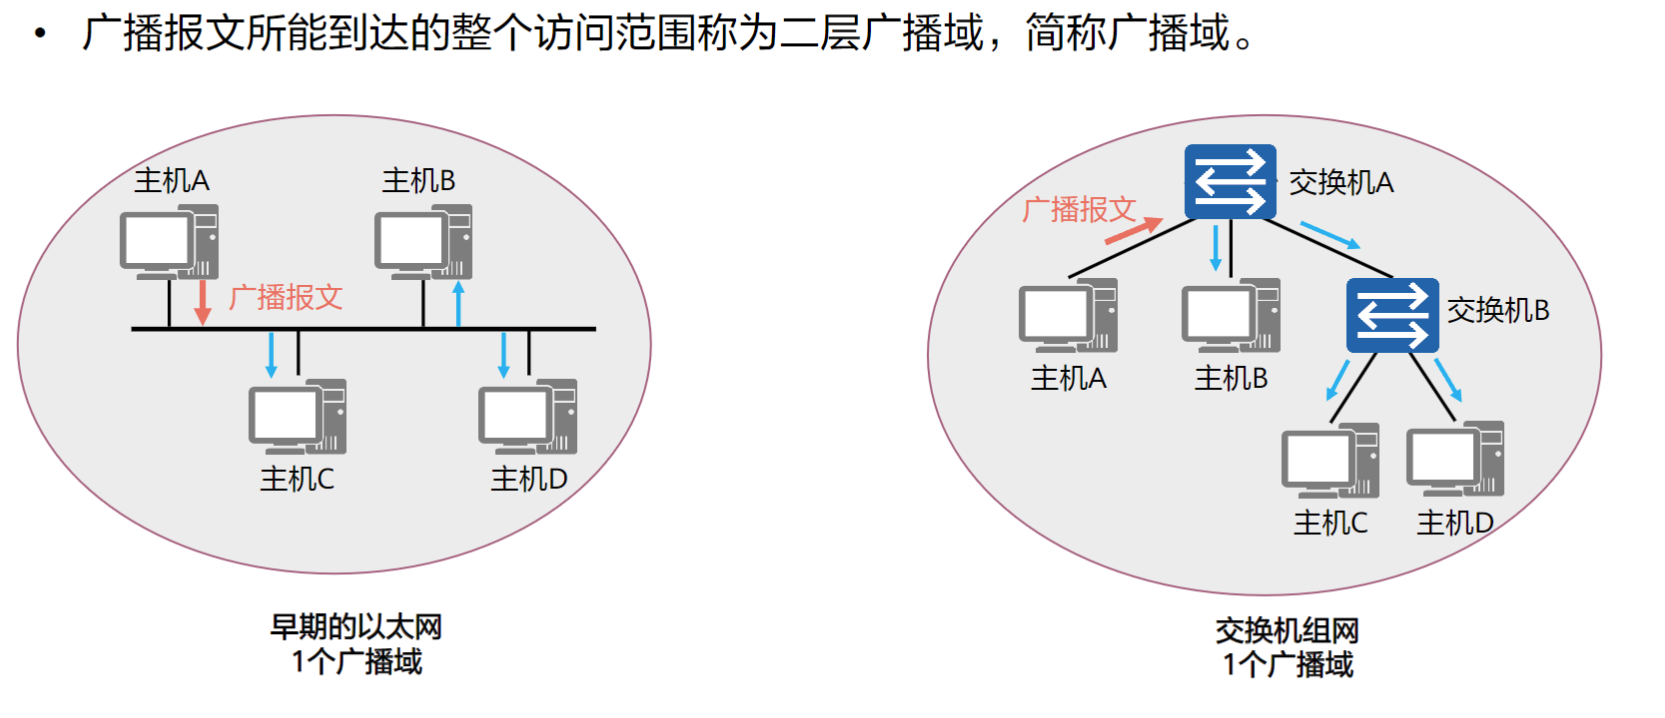 • 广播报文所能到达的整个访问范围称为二层广播域，简称广播域。
主机A
主机B
广播报文
主机C
主机D
早期的以太网
1个广播域
交换机A
广播报文
交换机B
主机A
主机B
主机C
主机D
交换机组网
1个广播域